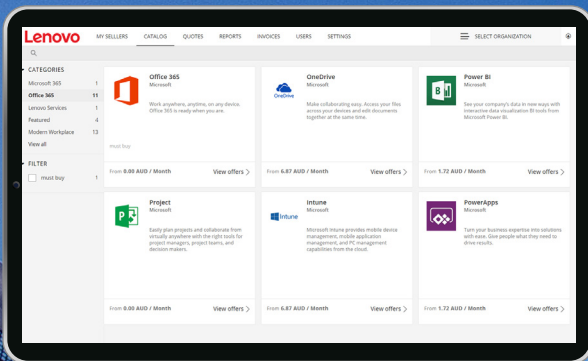 Lenovo
MY SELLLERS CATALOG QUOTES REPORTS INVOICES USERS SETTINGS SELECT ORGANIZATION
CATEGORIES
Microsoft 365 1
Office 365 11
Lenovo Services 1
Featured 4
Modern Workplace 13
View all
FILTER
must buy 1
Office 365
Microsoft
Work anywhere, anytime, on any device.
Office 365 is ready when you are.
must buy
From 0.00 AUD / Month View offers
OneDrive
OneDrive
Microsoft
Make collaborating easy. Access your files
across your devices and edit documents
together at the same time.
From 6.87 AUD / Month View offers
Power BI
Microsoft
See your company's data in new ways with
interactive data visualization BI tools from
Microsoft Power BI.
From 1.72 AUD / Month View offers
P
Project
Microsoft
Easily plan projects and collaborate from
virtually anywhere with the right tools for
project managers, project teams, and
decision makers.
From 0.00 AUD / Month View offers
Intune
Intune
Microsoft
Microsoft Intune provides mobile device
management, mobile application
management, and PC management
capabilities from the cloud.
From 6.87 AUD / Month View offers
PowerApps
Microsoft
Turn your business expertise into solutions
with ease. Give people what they need to
drive results.
From 1.72 AUD / Month View offers